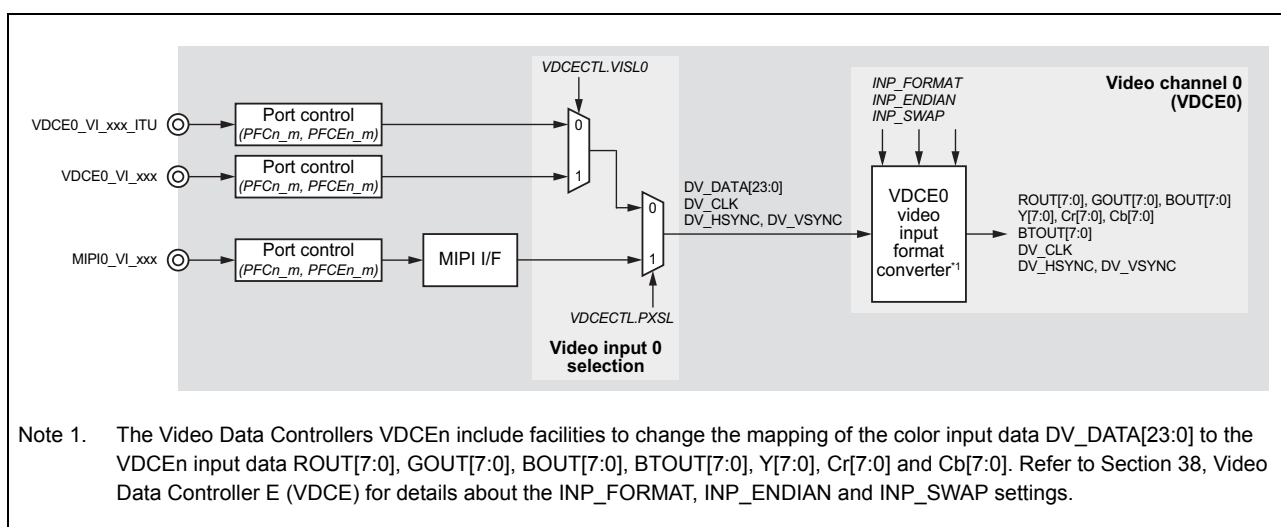 VDCECTL.VISL0
INP_FORMAT
INP_ENDIAN
INP_SWAP
Video channel 0
(VDCE0)
VDCE0_VI_xxx_ITU
Port control
(PFCn_m, PFCEn_m)
0
VDCE0_VI_xxx
Port control
(PFCn_m, PFCEn_m)
1
DV_DATA[23:0]
DV_CLK
DV_HSYNC, DV_VSYNC
0
VDCE0
video
input
format
converter*1
ROUT[7:0], GOUT[7:0], BOUT[7:0]
Y[7:0], Cr[7:0], Cb[7:0]
BTOUT[7:0]
DV_CLK
DV_HSYNC, DV_VSYNC
MIPI0_VI_xxx
Port control
(PFCn_m, PFCEn_m)
MIPI I/F
1
VDCECTL.PXSL
Video input 0
selection
Note 1. The Video Data Controllers VDCEn include facilities to change the mapping of the color input data DV_DATA[23:0] to the
VDCEn input data ROUT[7:0], GOUT[7:0], BOUT[7:0], BTOUT[7:0], Y[7:0], Cr[7:0] and Cb[7:0]. Refer to Section 38, Video
Data Controller E (VDCE) for details about the INP_FORMAT, INP_ENDIAN and INP_SWAP settings.